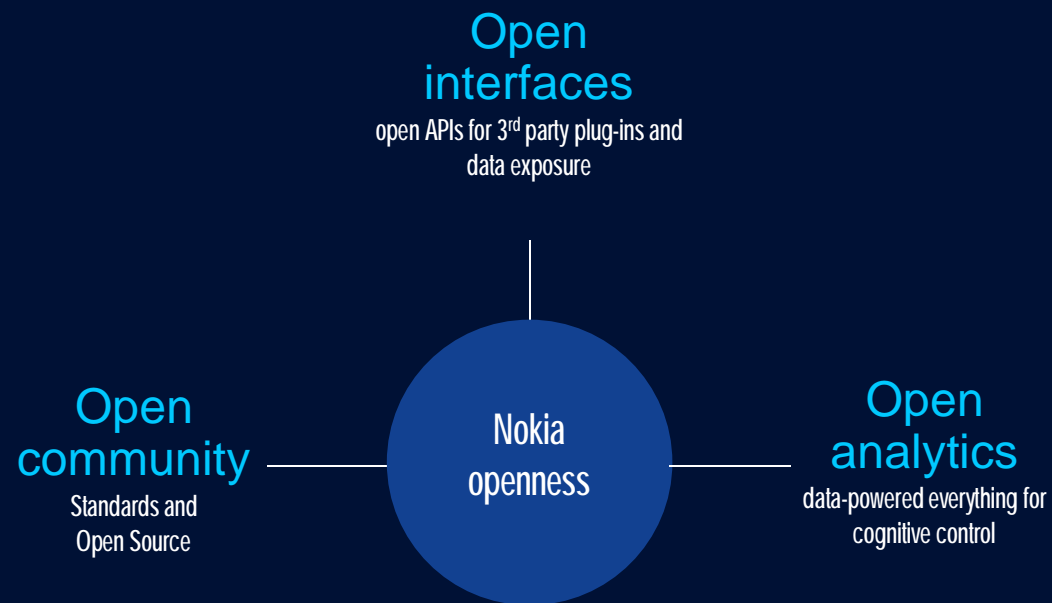 Open
interfaces
open APIs for 3rd party plug-ins and
data exposure
Open
community
Standards and
Open Source
Nokia
openness
Open
analytics
data-powered everything for
cognitive control